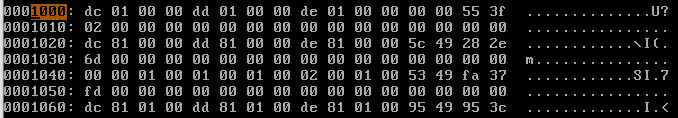 0001000: dc 01 00 00 dd 01 00 00 de 01 00 00 00 00 55 3f ..............U?
0001010: 02 00 00 00 00 00 00 00 00 00 00 00 00 00 00 00 ................
0001020: dc 81 00 00 dd 81 00 00 de 81 00 00 5c 49 28 2e ............\I(.
0001030: 6d 00 00 00 00 00 00 00 00 00 00 00 00 00 00 00 m...............
0001040: 00 00 01 00 01 00 01 00 02 00 01 00 53 49 fa 37 ............SI.7
0001050: fd 00 00 00 00 00 00 00 00 00 00 00 00 00 00 00 ................
0001060: dc 81 01 00 dd 81 01 00 de 81 01 00 95 49 95 3c .............I.<